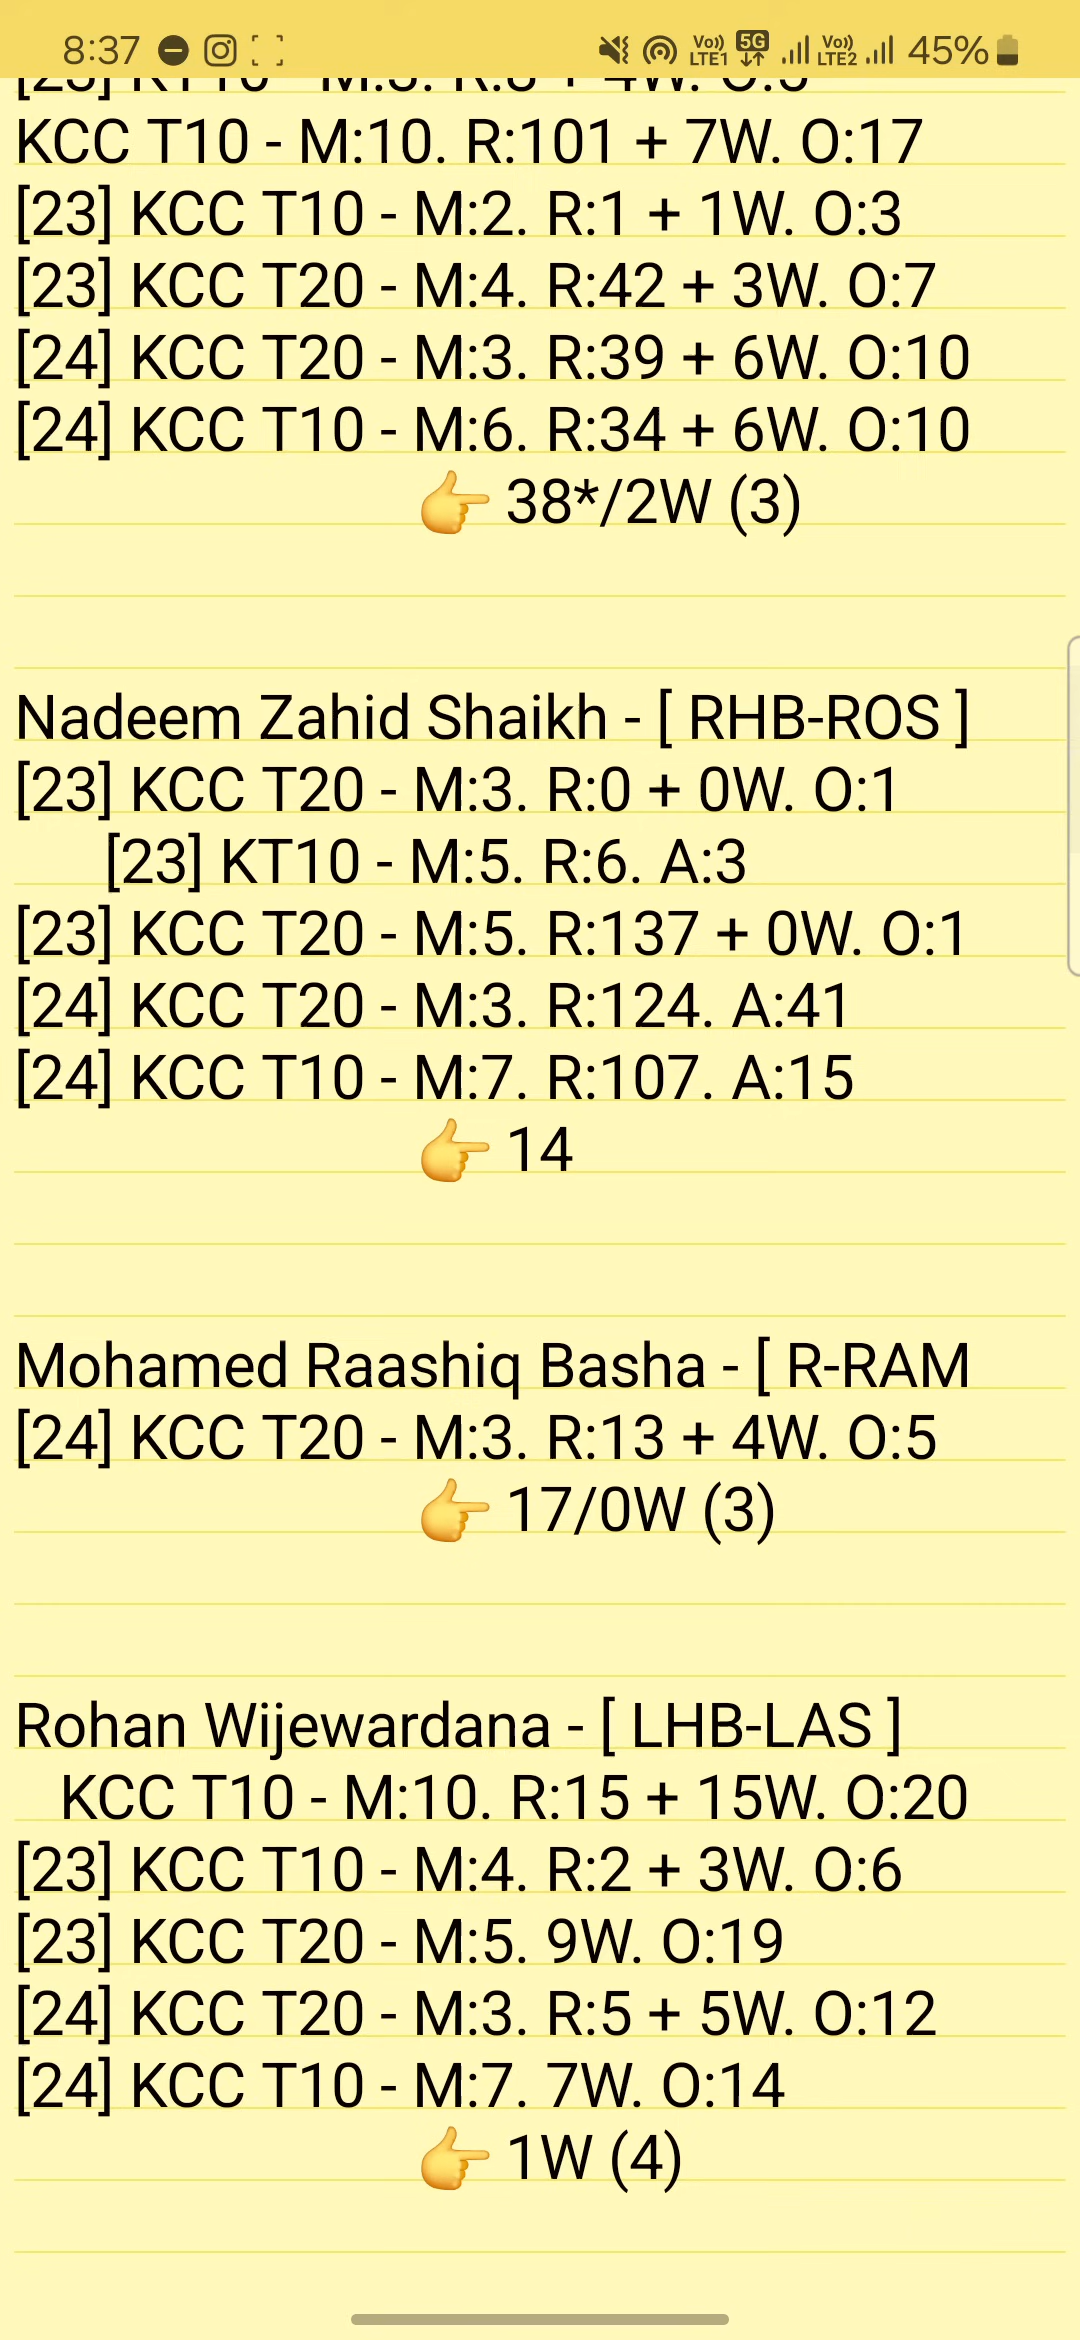 8:37
Vo)) LTE1 5G Vo)) LTE2 45%
KCC T10 - M:10. R:101 + 7W. O:17
[23] KCC T10 - M:2. R:1 + 1W. O:3
[23] KCC T20 - M:4. R:42 + 3W. O:7
[24] KCC T20 - M:3. R:39 + 6W. O:10
[24] KCC T10 - M:6. R:34 + 6W. O:10
👉 38*/2W (3)
Nadeem Zahid Shaikh - [ RHB-ROS ]
[23] KCC T20 - M:3. R:0 + 0W. O:1
[23] KT10 - M:5. R:6. A:3
[23] KCC T20 - M:5. R:137 + 0W. O:1
[24] KCC T20 - M:3. R:124. A:41
[24] KCC T10 - M:7. R:107. A:15
👉 14
Mohamed Raashiq Basha - [ R-RAM
[24] KCC T20 - M:3. R:13 + 4W. O:5
👉 17/0W (3)
Rohan Wijewardana - [ LHB-LAS ]
KCC T10 - M:10. R:15 + 15W. O:20
[23] KCC T10 - M:4. R:2 + 3W. O:6
[23] KCC T20 - M:5. 9W. O:19
[24] KCC T20 - M:3. R:5 + 5W. O:12
[24] KCC T10 - M:7. 7W. O:14
👉 1W (4)